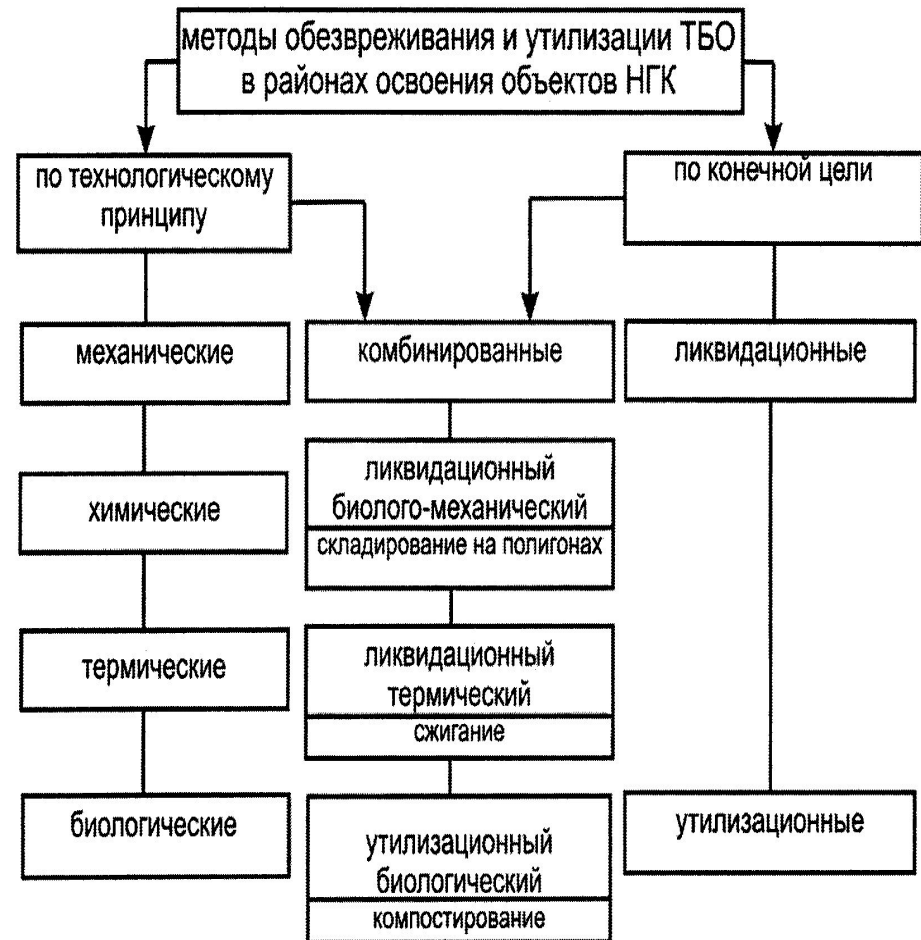 методы обезвреживания и утилизации ТБО
в районах освоения объектов НГК
по технологическому
принципу
по конечной цели
механические
комбинированные
ликвидационные
химические
ликвидационный
биолого-механический
складирование на полигонах
термические
ликвидационный
термический
сжигание
биологические
утилизационный
биологический
компостирование
утилизационные